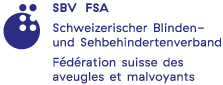 SBV FSA
Schweizerischer Blinden-
und Sehbehindertenverband
Fédération suisse des
aveugles et malvoyants